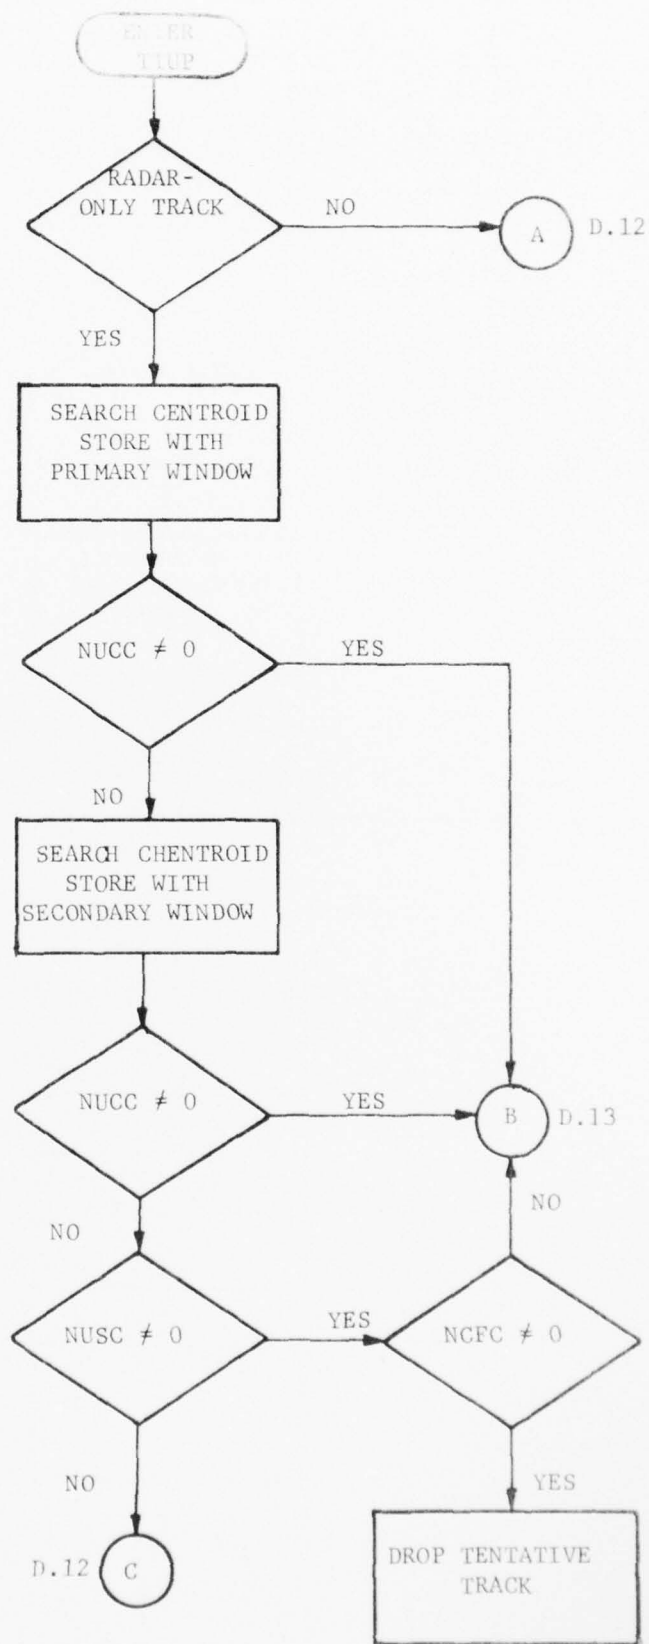 ENTER
TTUP
RADAR-
ONLY TRACK
NO
A
D.12
YES
SEARCH CENTROID
STORE WITH
PRIMARY WINDOW
NUCC ≠ 0
YES
NO
SEARCH CHENTROID
STORE WITH
SECONDARY WINDOW
NUCC ≠ 0
YES
B
D.13
NO
NO
NUSC ≠ 0
YES
NCFC ≠ 0
NO
YES
D.12
C
DROP TENTATIVE
TRACK